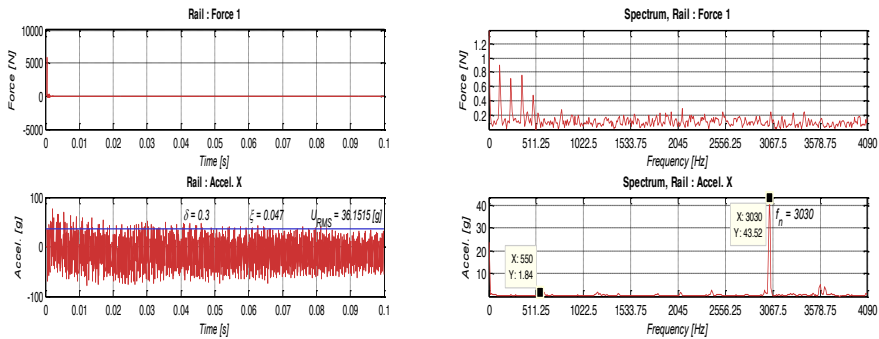 Rail : Force 1
Force [N]
10000
5000
0
-5000
0 0.01 0.02 0.03 0.04 0.05 0.06 0.07 0.08 0.09 0.1
Time [s]
Spectrum, Rail : Force 1
Force [N]
1.2
1
0.8
0.6
0.4
0.2
0 511.25 1022.5 1533.75 2045 2556.25 3067.5 3578.75 4090
Frequency [Hz]
Rail : Accel. X
Accel. [g]
100
0
-100
δ = 0.3 ξ = 0.047 U_RMS = 36.1515 [g]
0 0.01 0.02 0.03 0.04 0.05 0.06 0.07 0.08 0.09 0.1
Time [s]
Spectrum, Rail : Accel. X
Accel. [g]
40
30
20
10
X: 3030
Y: 43.52
f_n = 3030
X: 550
Y: 1.84
0 511.25 1022.5 1533.75 2045 2556.25 3067.5 3578.75 4090
Frequency [Hz]